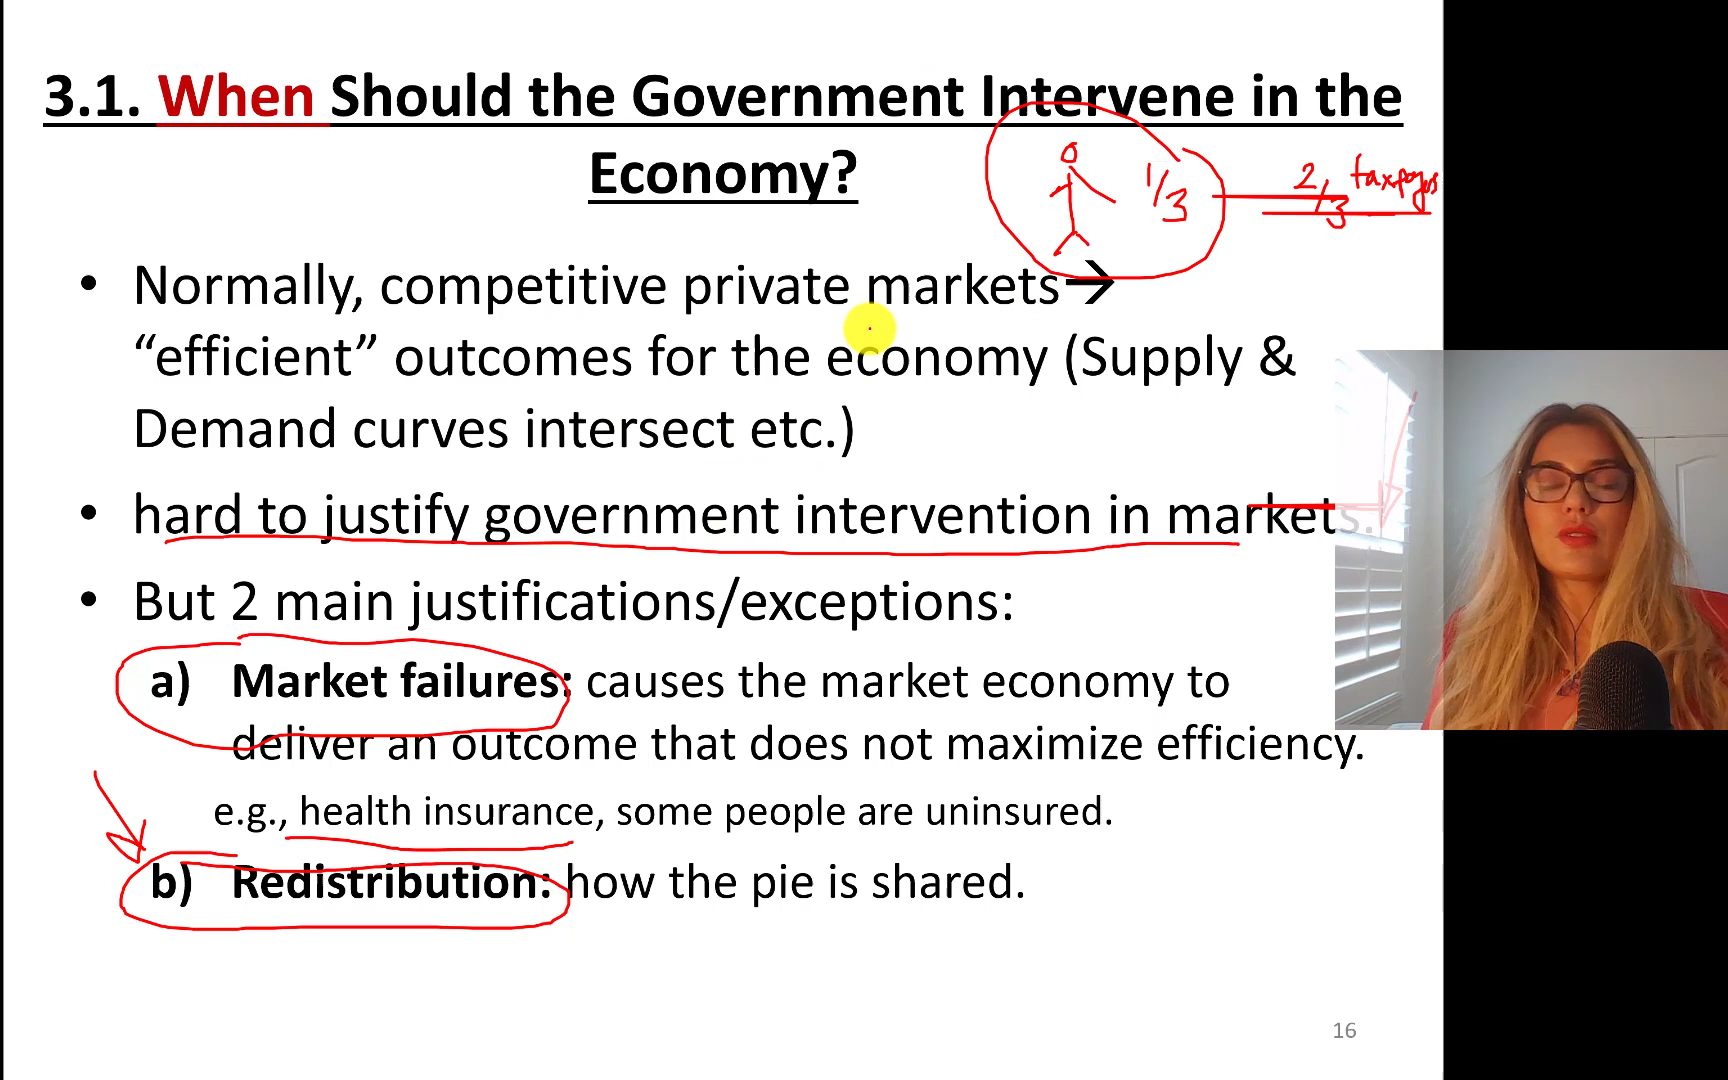 3.1. When Should the Government Intervene in the
Economy?
1/3
2/3 taxpayers
• Normally, competitive private markets→
“efficient” outcomes for the economy (Supply &
Demand curves intersect etc.)
• hard to justify government intervention in markets.
• But 2 main justifications/exceptions:
a) Market failures: causes the market economy to
deliver an outcome that does not maximize efficiency.
e.g., health insurance, some people are uninsured.
b) Redistribution: how the pie is shared.
16